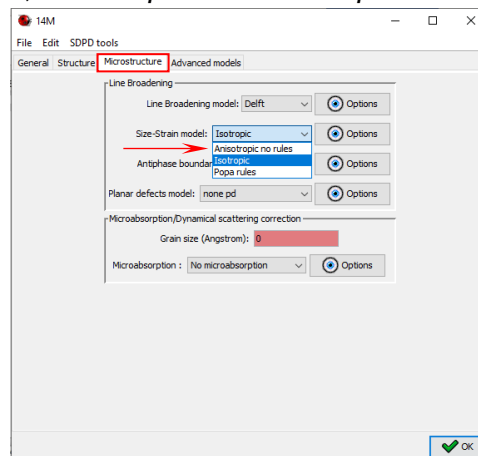 14M
File Edit SDPD tools
General Structure Microstructure Advanced models
Line Broadening
Line Broadening model: Delft Options
Size-Strain model: Isotropic Options
Anisotropic no rules
Antiphase boundar Isotropic Options
Popa rules
Planar defects model: none pd Options
Microabsorption/Dynamical scattering correction
Grain size (Angstrom): 0
Microabsorption : No microabsorption Options
OK